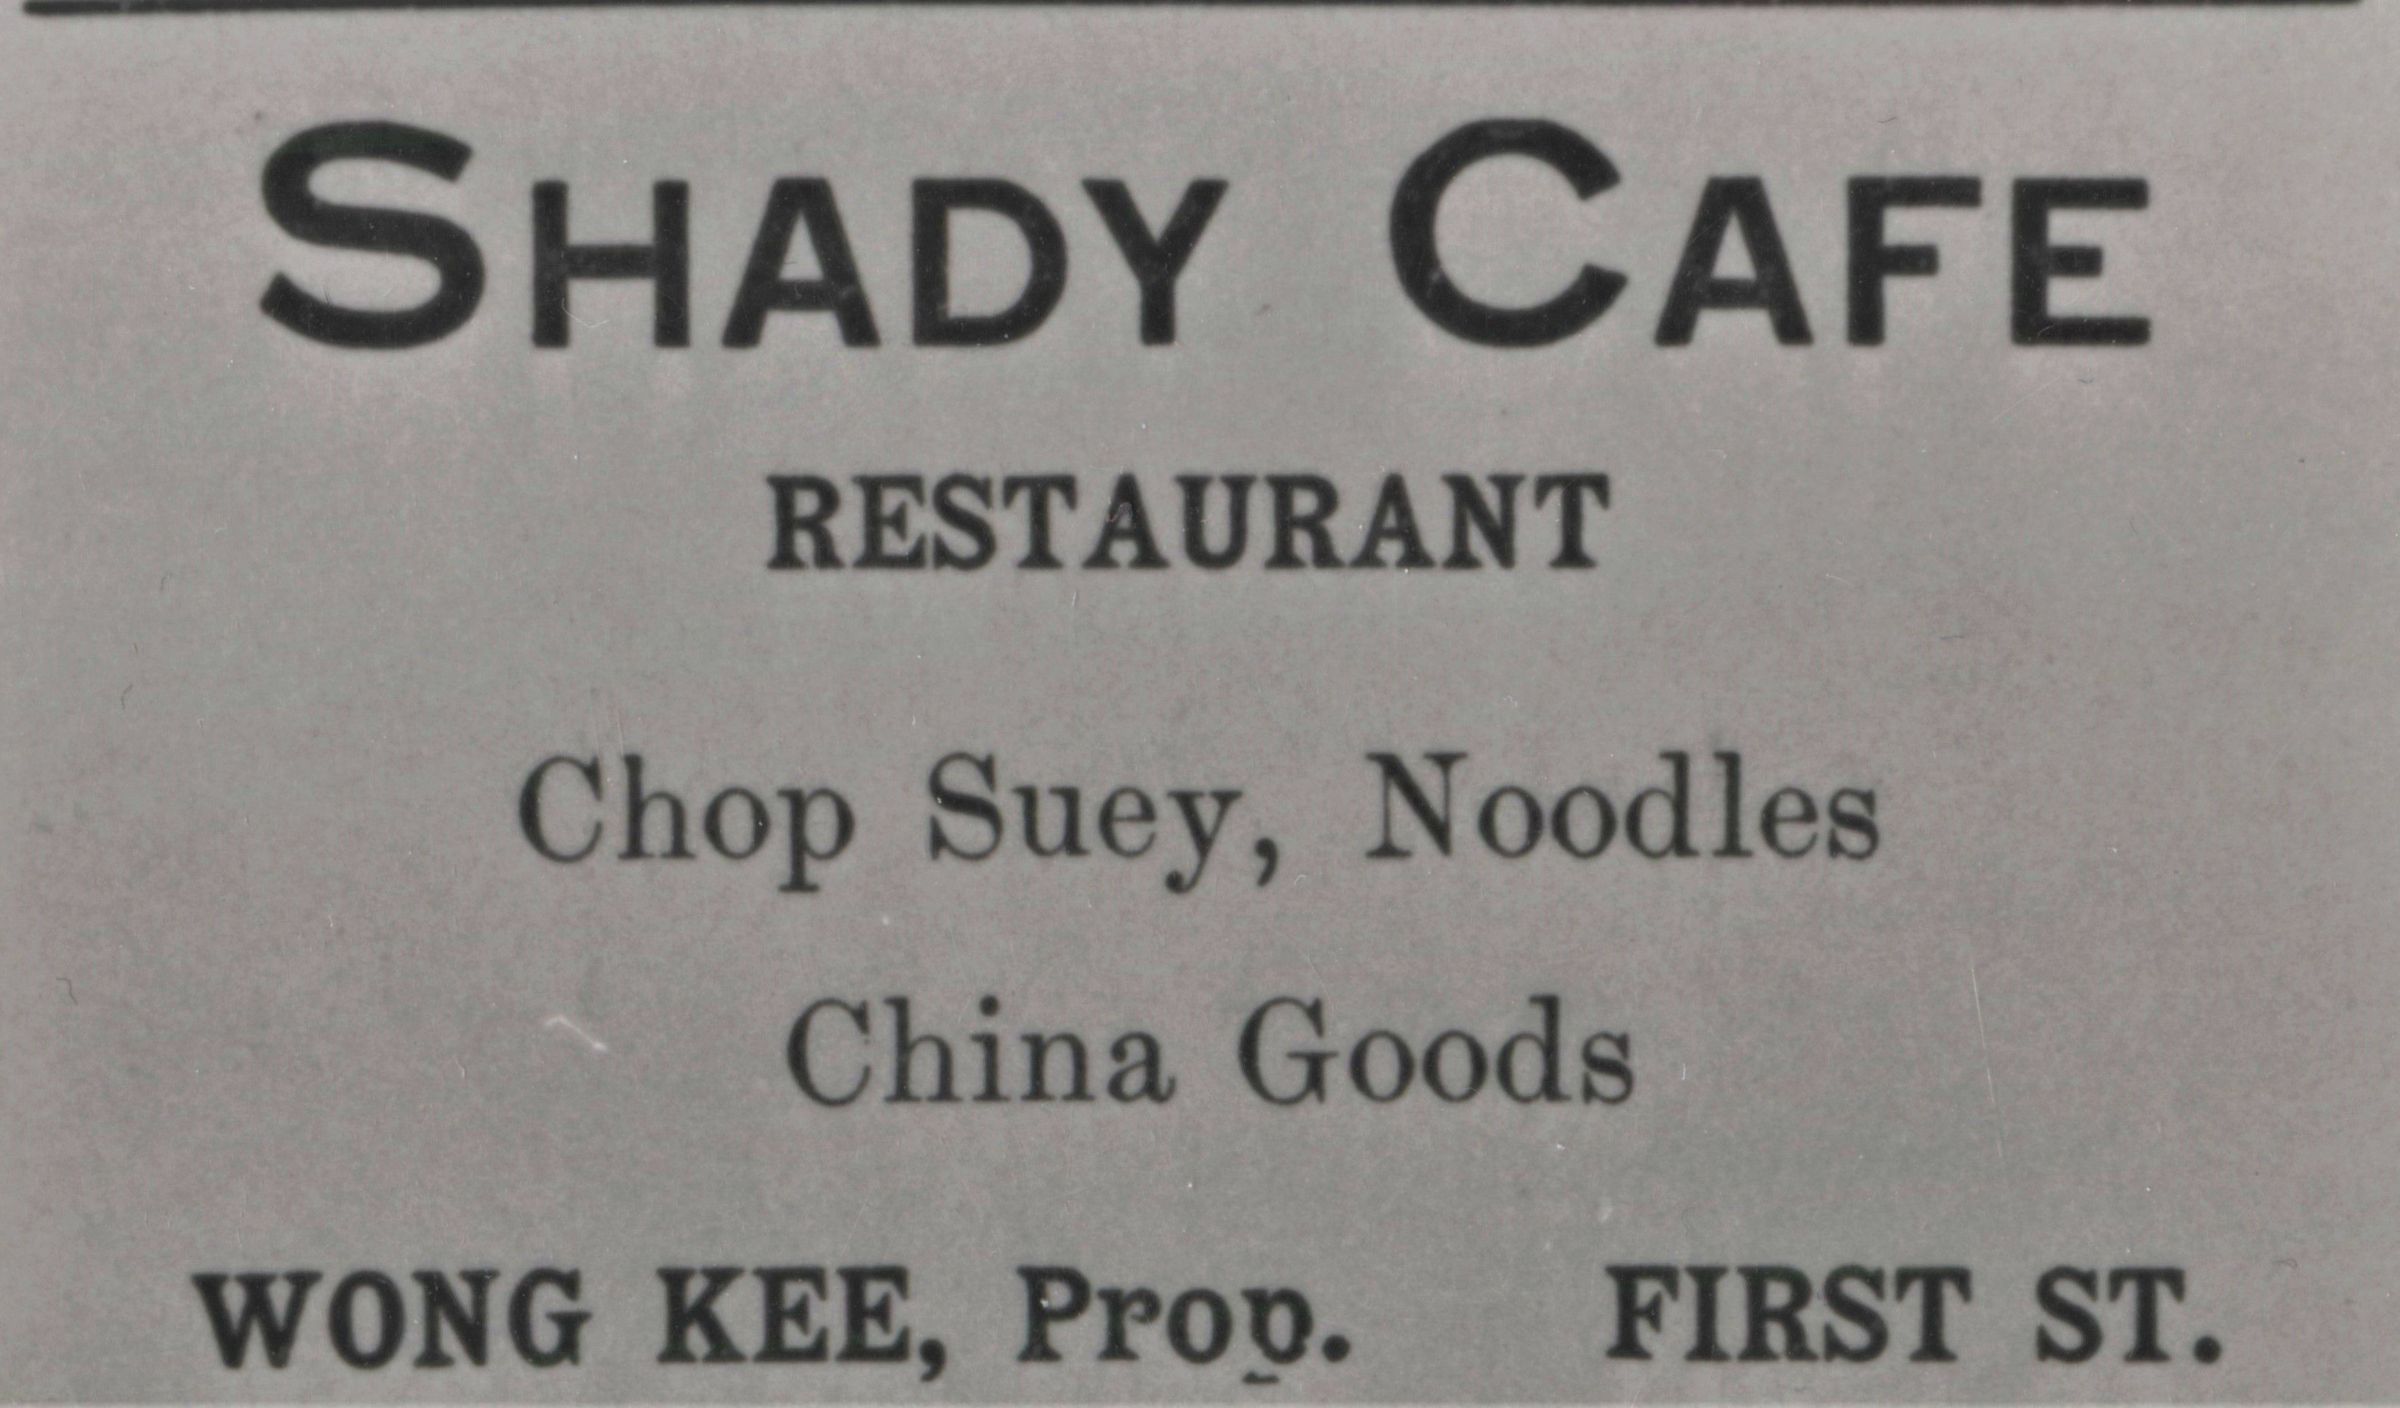 SHADY CAFE
RESTAURANT
Chop Suey, Noodles
China Goods
WONG KEE, Prop. FIRST ST.